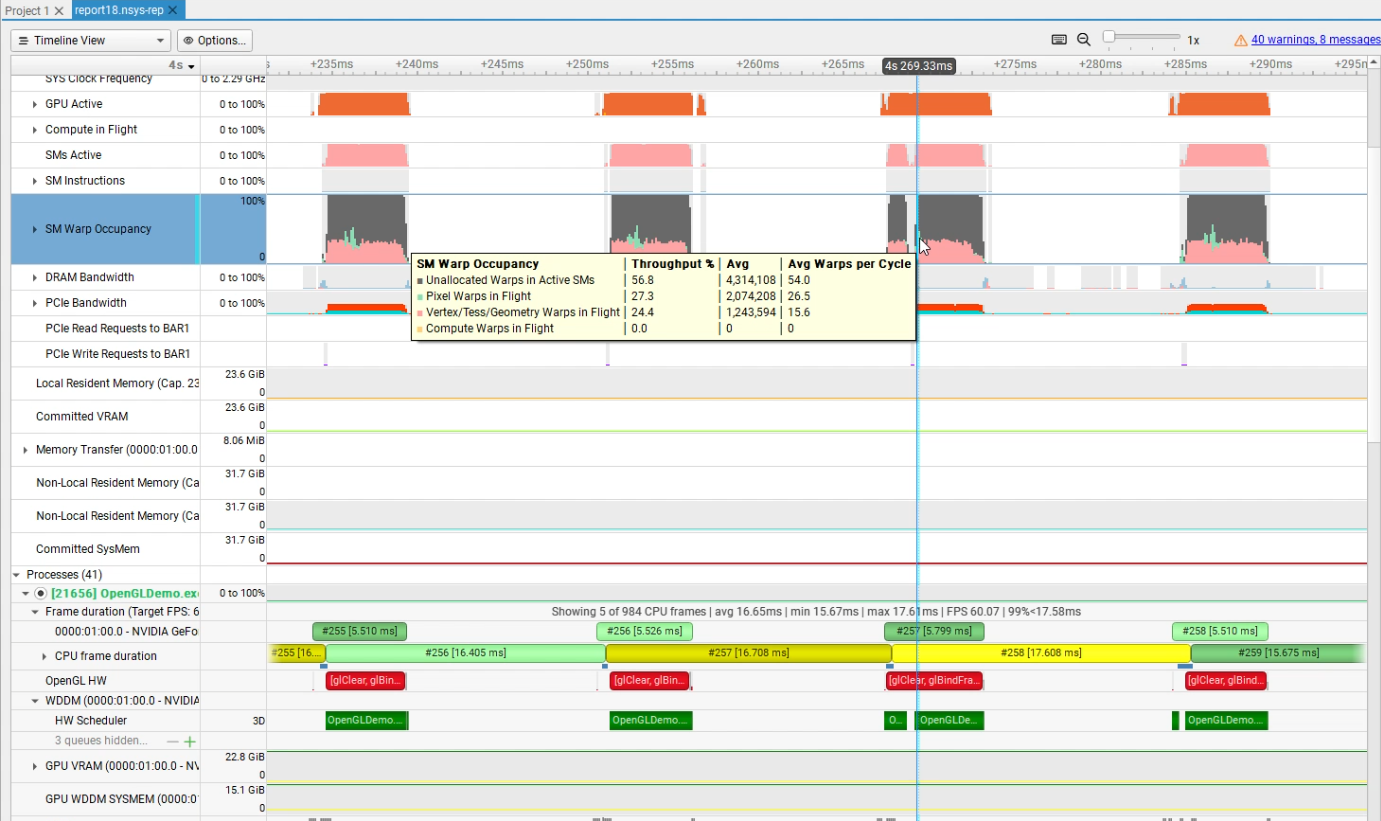 Project 1
report18.nsys-rep
Timeline View
Options...
1x
40 warnings, 8 messages
4s
s +235ms +240ms +245ms +250ms +255ms +260ms +265ms 4s 269.33ms +275ms +280ms +285ms +290ms +295n
SYS Clock Frequency 0 to 2.29 GHz
GPU Active 0 to 100%
Compute in Flight 0 to 100%
SMs Active 0 to 100%
SM Instructions 0 to 100%
100%
SM Warp Occupancy
0
SM Warp Occupancy | Throughput % | Avg | Avg Warps per Cycle
Unallocated Warps in Active SMs | 56.8 | 4,314,108 | 54.0
Pixel Warps in Flight | 27.3 | 2,074,208 | 26.5
Vertex/Tess/Geometry Warps in Flight | 24.4 | 1,243,594 | 15.6
Compute Warps in Flight | 0.0 | 0 | 0
DRAM Bandwidth 0 to 100%
PCIe Bandwidth 0 to 100%
PCIe Read Requests to BAR1
PCIe Write Requests to BAR1
23.6 GiB
Local Resident Memory (Cap. 23
0
23.6 GiB
Committed VRAM
0
8.06 MiB
Memory Transfer (0000:01:00.0
0
31.7 GiB
Non-Local Resident Memory (Ca
0
31.7 GiB
Non-Local Resident Memory (Ca
0
31.7 GiB
Committed SysMem
0
Processes (41)
[21656] OpenGLDemo.ex 0 to 100%
Frame duration (Target FPS: 6
Showing 5 of 984 CPU frames | avg 16.65ms | min 15.67ms | max 17.61ms | FPS 60.07 | 99%<17.58ms
0000:01:00.0 - NVIDIA GeFo
#255 [5.510 ms] #256 [5.526 ms] #257 [5.799 ms] #258 [5.510 ms]
CPU frame duration
#255 [16.... #256 [16.405 ms] #257 [16.708 ms] #258 [17.608 ms] #259 [15.675 ms]
OpenGL HW
[glClear, glBin... [glClear, glBin... [glClear, glBindFra... [glClear, glBind...
WDDM (0000:01:00.0 - NVIDIA
HW Scheduler 3D
OpenGLDemo.... OpenGLDemo.... O... OpenGLDe... OpenGLDemo....
3 queues hidden...
22.8 GiB
GPU VRAM (0000:01:00.0 - NV
0
15.1 GiB
GPU WDDM SYSMEM (0000:0
0